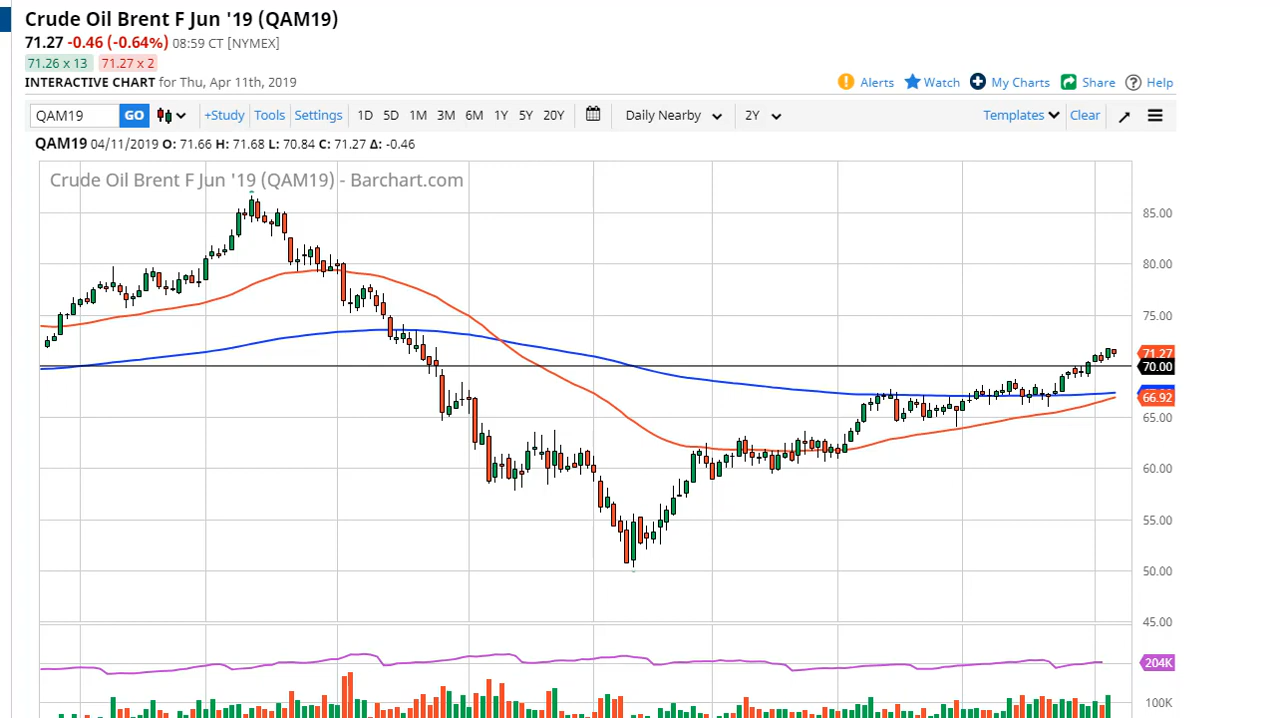 Crude Oil Brent F Jun '19 (QAM19)
71.27 -0.46 (-0.64%) 08:59 CT [NYMEX]
71.26 x 13 71.27 x 2
INTERACTIVE CHART for Thu, Apr 11th, 2019
Alerts Watch My Charts Share Help
QAM19 GO +Study Tools Settings 1D 5D 1M 3M 6M 1Y 5Y 20Y Daily Nearby 2Y Templates Clear
QAM19 04/11/2019 O: 71.66 H: 71.68 L: 70.84 C: 71.27 Δ: -0.46
Crude Oil Brent F Jun '19 (QAM19) - Barchart.com
85.00
80.00
75.00
71.27
70.00
66.92
65.00
60.00
55.00
50.00
45.00
204K
100K